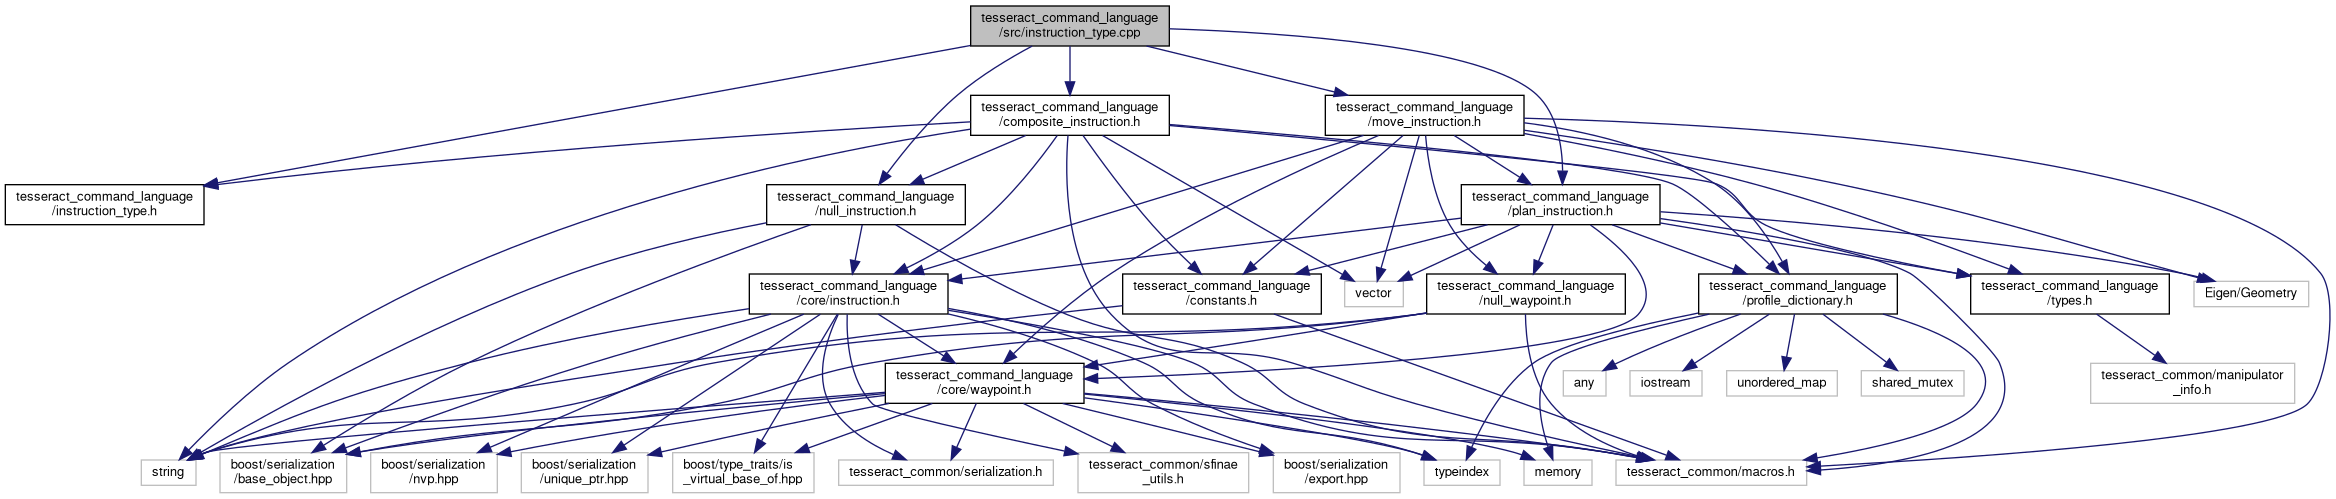 tesseract_command_language
/src/instruction_type.cpp
tesseract_command_language
/composite_instruction.h
tesseract_command_language
/move_instruction.h
tesseract_command_language
/instruction_type.h
tesseract_command_language
/null_instruction.h
tesseract_command_language
/plan_instruction.h
tesseract_command_language
/core/instruction.h
tesseract_command_language
/constants.h
vector
tesseract_command_language
/null_waypoint.h
tesseract_command_language
/profile_dictionary.h
tesseract_command_language
/types.h
Eigen/Geometry
tesseract_command_language
/core/waypoint.h
any
iostream
unordered_map
shared_mutex
tesseract_common/manipulator
_info.h
string
boost/serialization
/base_object.hpp
boost/serialization
/nvp.hpp
boost/serialization
/unique_ptr.hpp
boost/type_traits/is
_virtual_base_of.hpp
tesseract_common/serialization.h
tesseract_common/sfinae
_utils.h
boost/serialization
/export.hpp
typeindex
memory
tesseract_common/macros.h